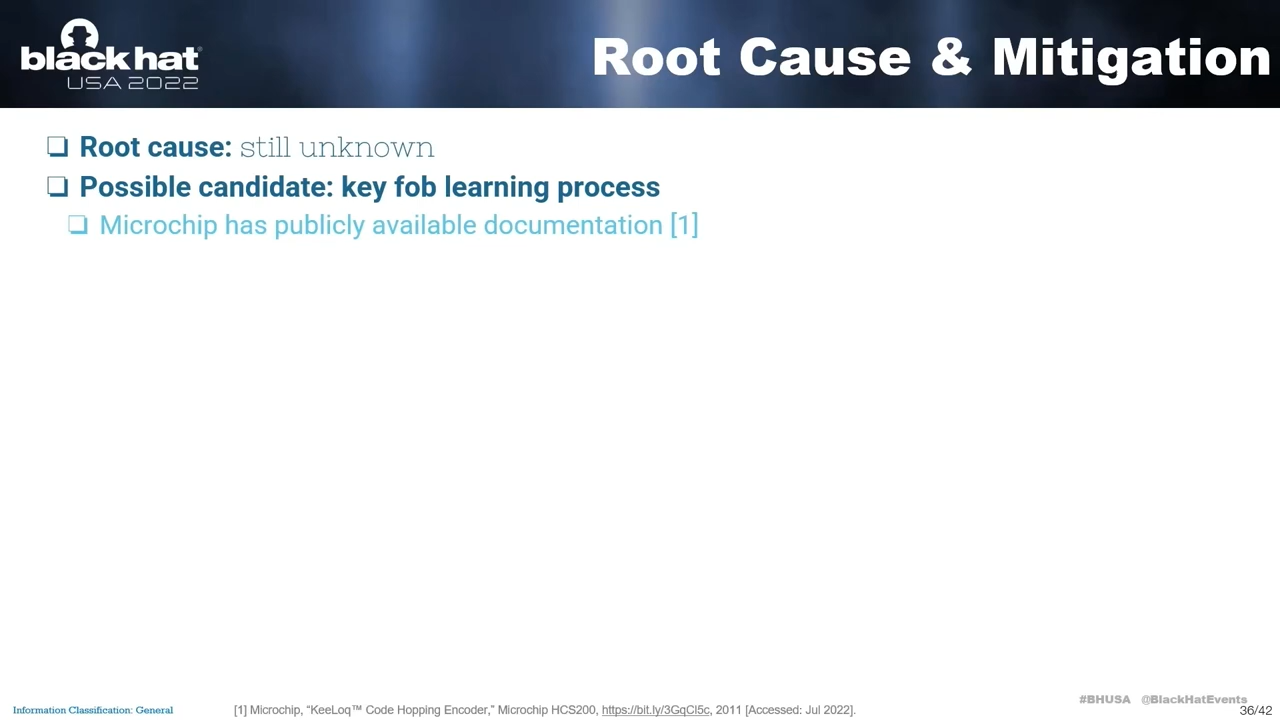 black hat
USA 2022
Root Cause & Mitigation
Root cause: still unknown
Possible candidate: key fob learning process
Microchip has publicly available documentation [1]
#BHUSA @BlackHatEvents
Information Classification: General
[1] Microchip, “KeeLoq™ Code Hopping Encoder,” Microchip HCS200, https://bit.ly/3GqCl5c, 2011 [Accessed: Jul 2022].
36/42